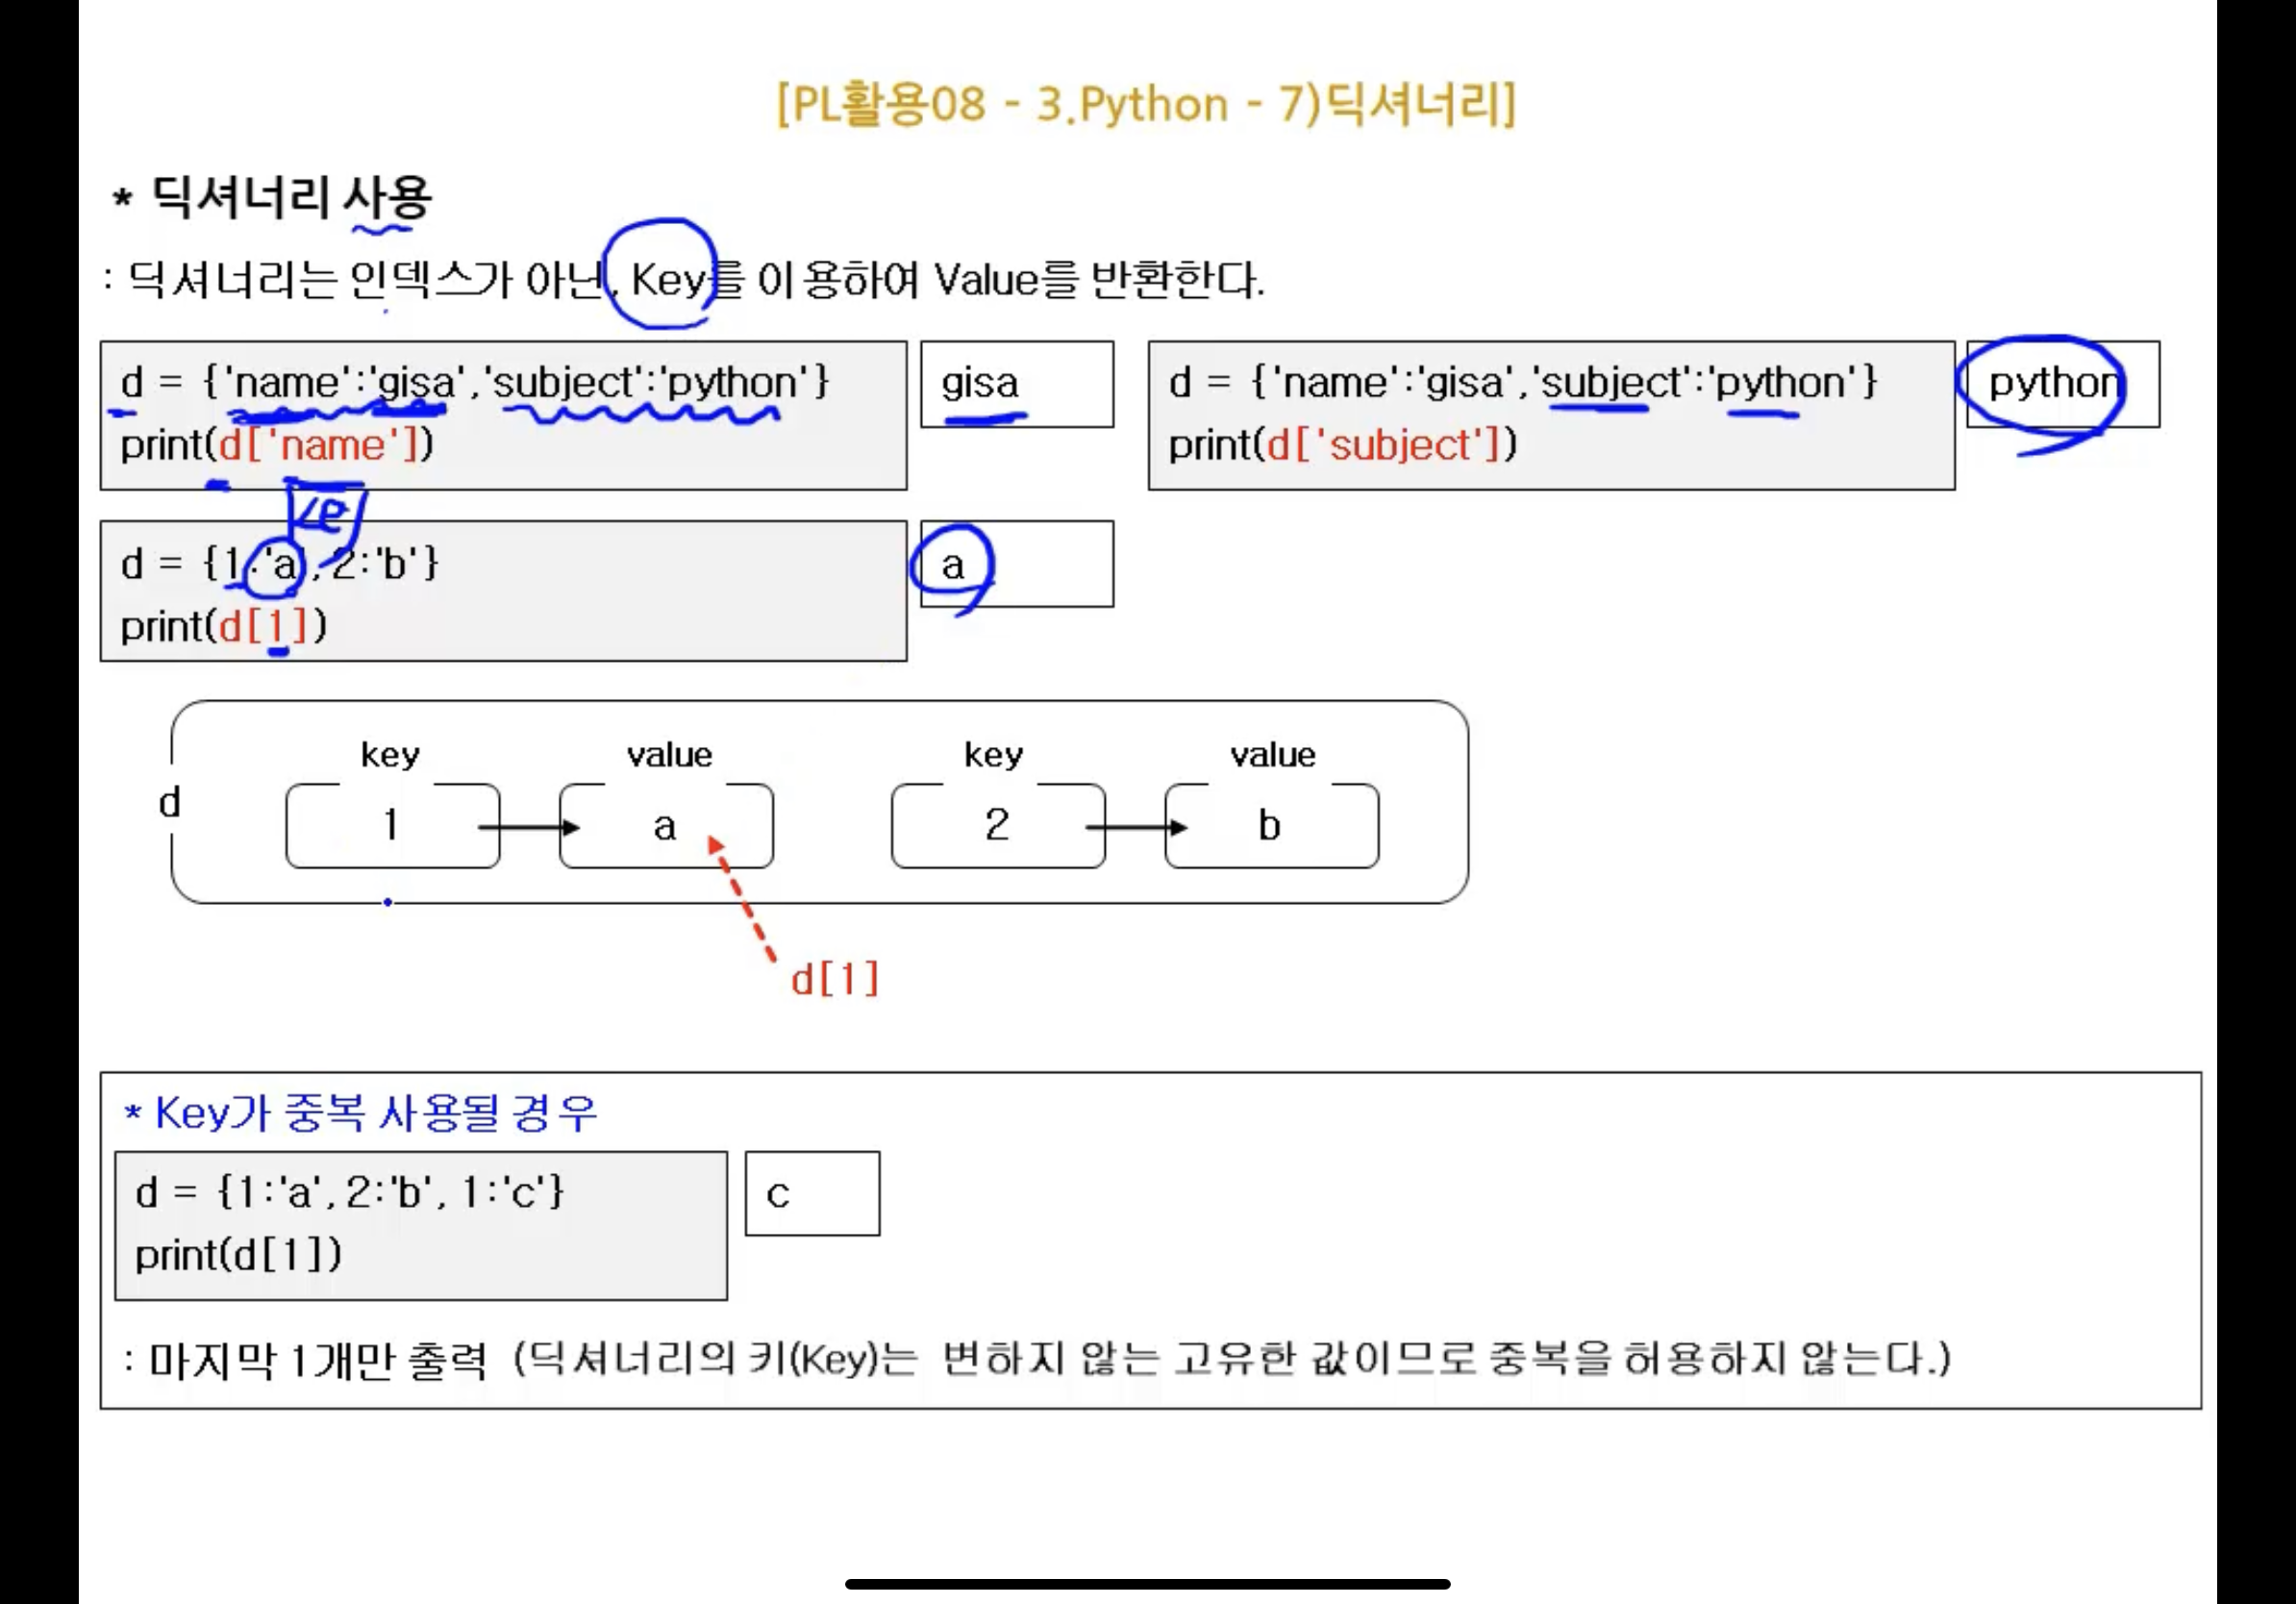 [PL활용08 - 3.Python - 7)딕셔너리]
* 딕셔너리 사용
: 딕셔너리는 인덱스가 아닌, Key를 이용하여 Value를 반환한다.
d = {'name':'gisa','subject':'python'}
print(d['name'])
gisa
d = {'name':'gisa','subject':'python'}
print(d['subject'])
python
d = {1:'a', 2:'b'}
print(d[1])
a
key value key value
d 1 a 2 b
d[1]
* Key가 중복 사용될 경우
d = {1:'a', 2:'b', 1:'c'}
print(d[1])
c
: 마지막 1개만 출력 (딕셔너리의 키(Key)는 변하지 않는 고유한 값이므로 중복을 허용하지 않는다.)